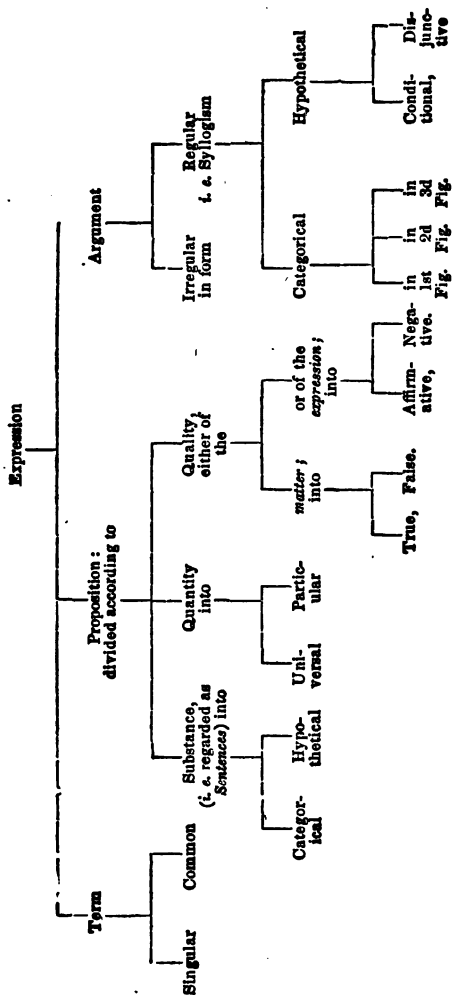 Expression
Term
Proposition:
divided according to
Argument
Singular
Common
Substance,
(i. e. regarded as
Sentences) into
Quantity
into
Quality,
either of
the
Irregular
in form
Regular
i. e. Syllogism
Categor-
ical
Hypo-
thetical
Uni-
versal
Partic-
ular
matter;
into
or of the
expression;
into
Categorical
Hypothetical
True,
False.
Affirm-
ative,
Nega-
tive.
in
1st
Fig.
in
2d
Fig.
in
3d
Fig.
Condi-
tional,
Dis-
junc-
tive